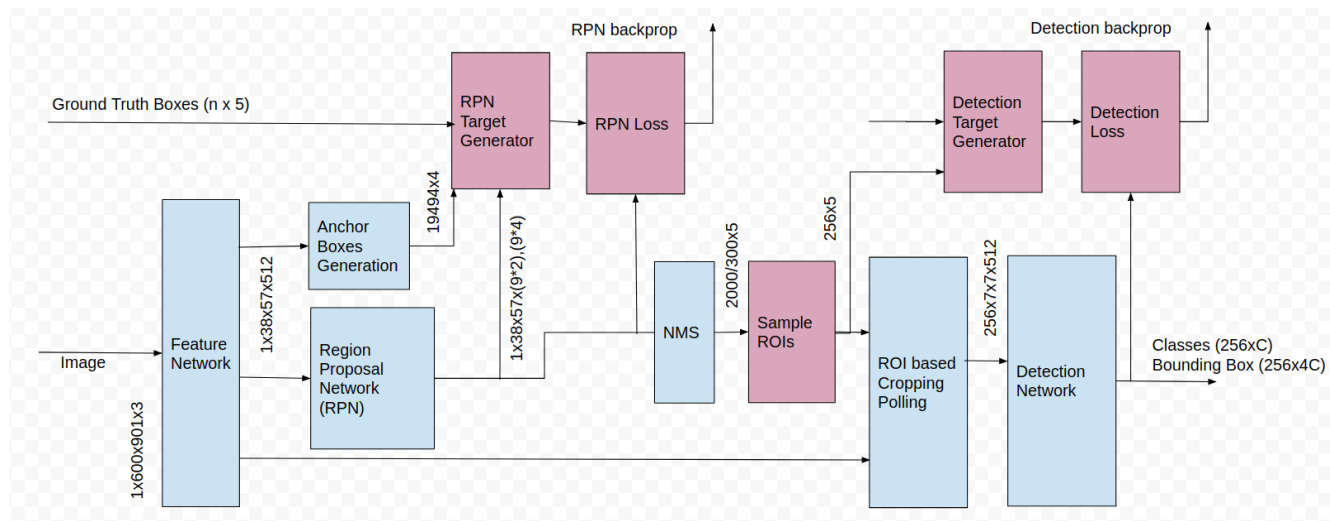 RPN backprop
Detection backprop
Ground Truth Boxes (n x 5)
RPN
Target
Generator
RPN Loss
Detection
Target
Generator
Detection
Loss
19494x4
Anchor
Boxes
Generation
1x38x57x512
1x38x57x(9*2),(9*4)
2000/300x5
256x5
256x7x7x512
Image
Feature
Network
Region
Proposal
Network
(RPN)
NMS
Sample
ROIs
ROI based
Cropping
Polling
Detection
Network
Classes (256xC)
Bounding Box (256x4C)
1x600x901x3